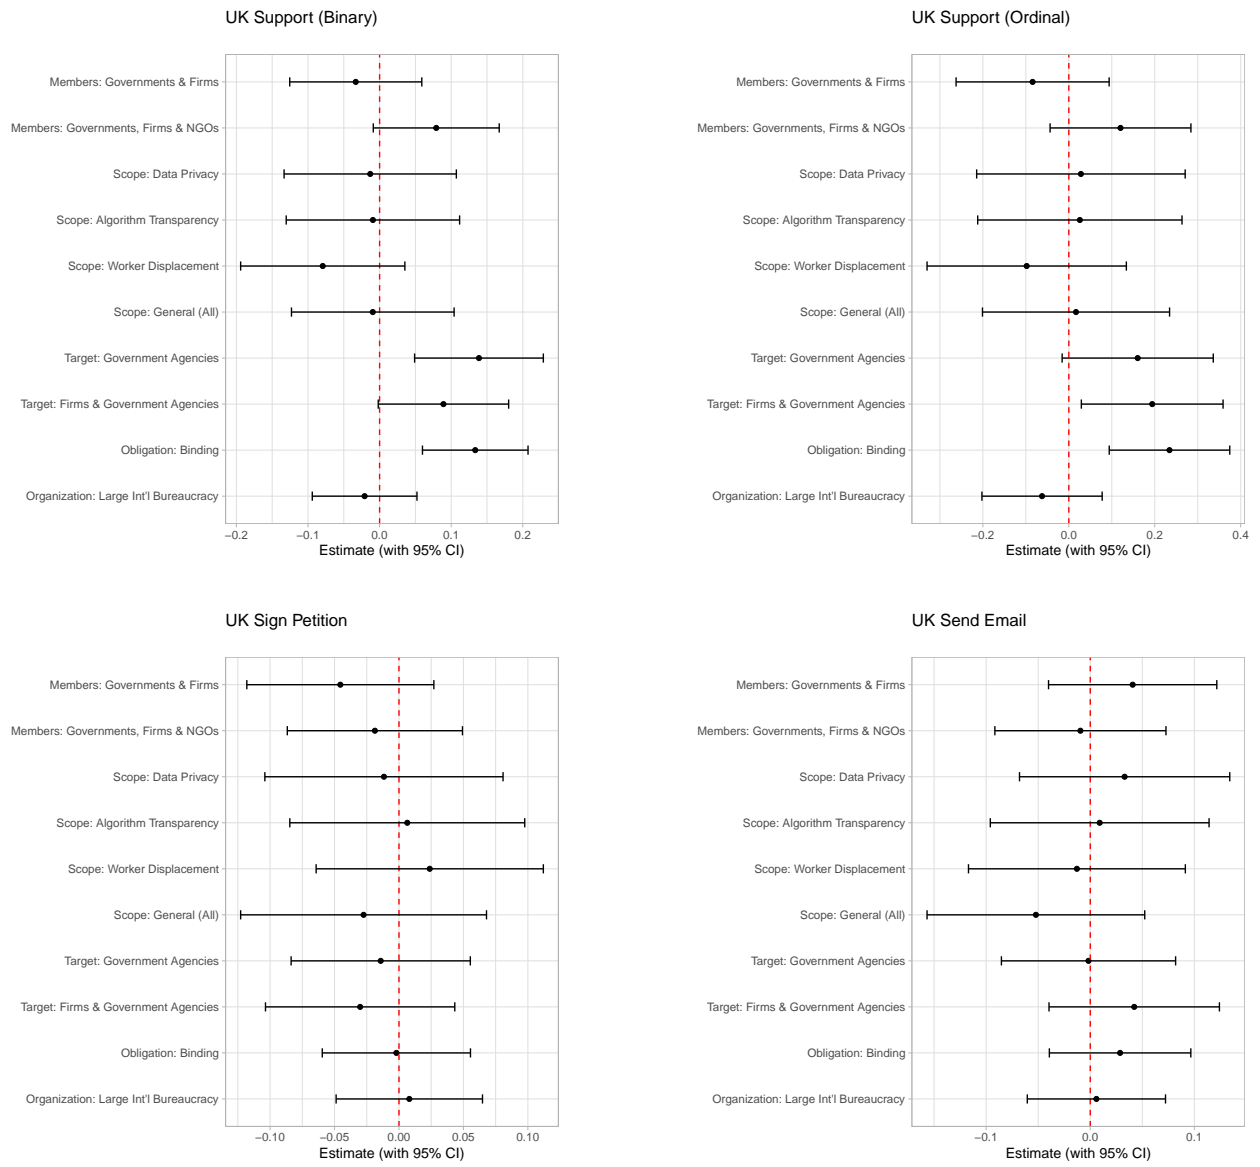 UK Support (Binary)
Members: Governments & Firms
Members: Governments, Firms & NGOs
Scope: Data Privacy
Scope: Algorithm Transparency
Scope: Worker Displacement
Scope: General (All)
Target: Government Agencies
Target: Firms & Government Agencies
Obligation: Binding
Organization: Large Int'l Bureaucracy
−0.2 −0.1 0.0 0.1 0.2
Estimate (with 95% CI)
UK Support (Ordinal)
Members: Governments & Firms
Members: Governments, Firms & NGOs
Scope: Data Privacy
Scope: Algorithm Transparency
Scope: Worker Displacement
Scope: General (All)
Target: Government Agencies
Target: Firms & Government Agencies
Obligation: Binding
Organization: Large Int'l Bureaucracy
−0.2 0.0 0.2 0.4
Estimate (with 95% CI)
UK Sign Petition
Members: Governments & Firms
Members: Governments, Firms & NGOs
Scope: Data Privacy
Scope: Algorithm Transparency
Scope: Worker Displacement
Scope: General (All)
Target: Government Agencies
Target: Firms & Government Agencies
Obligation: Binding
Organization: Large Int'l Bureaucracy
−0.10 −0.05 0.00 0.05 0.10
Estimate (with 95% CI)
UK Send Email
Members: Governments & Firms
Members: Governments, Firms & NGOs
Scope: Data Privacy
Scope: Algorithm Transparency
Scope: Worker Displacement
Scope: General (All)
Target: Government Agencies
Target: Firms & Government Agencies
Obligation: Binding
Organization: Large Int'l Bureaucracy
−0.1 0.0 0.1
Estimate (with 95% CI)